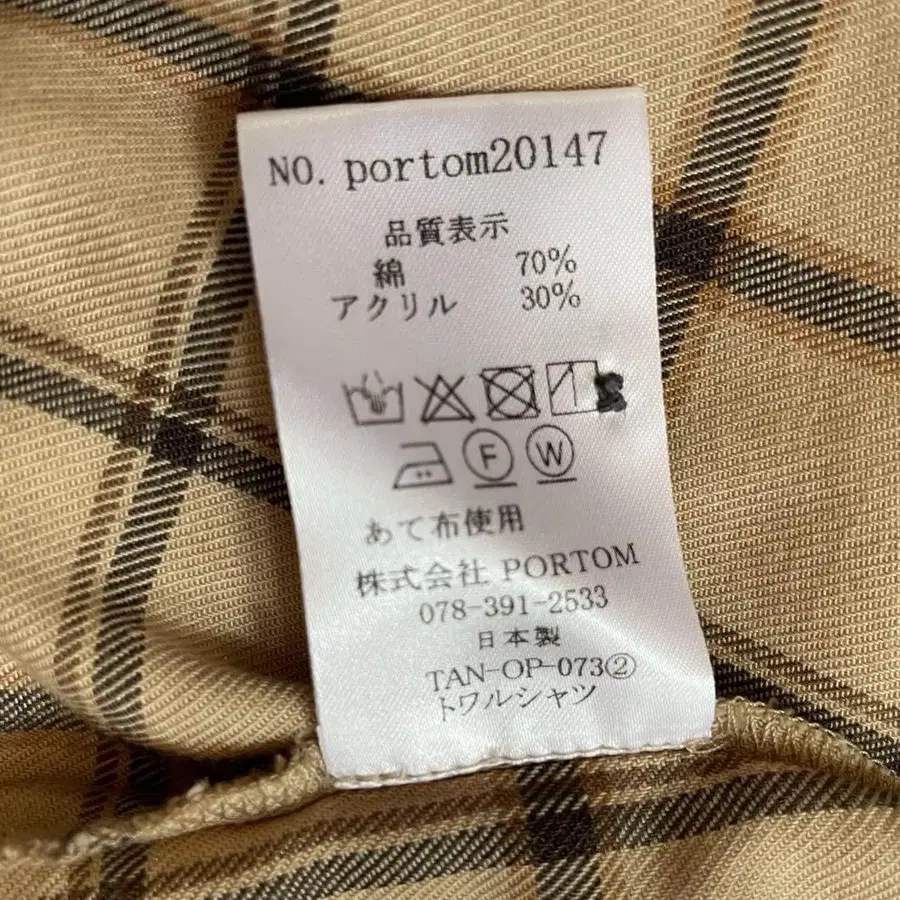 NO. portom20147
品質表示
綿 70%
アクリル 30%
F W
あて布使用
株式会社 PORTOM
078-391-2533
日本製
TAN-OP-073②
トワルシャツ